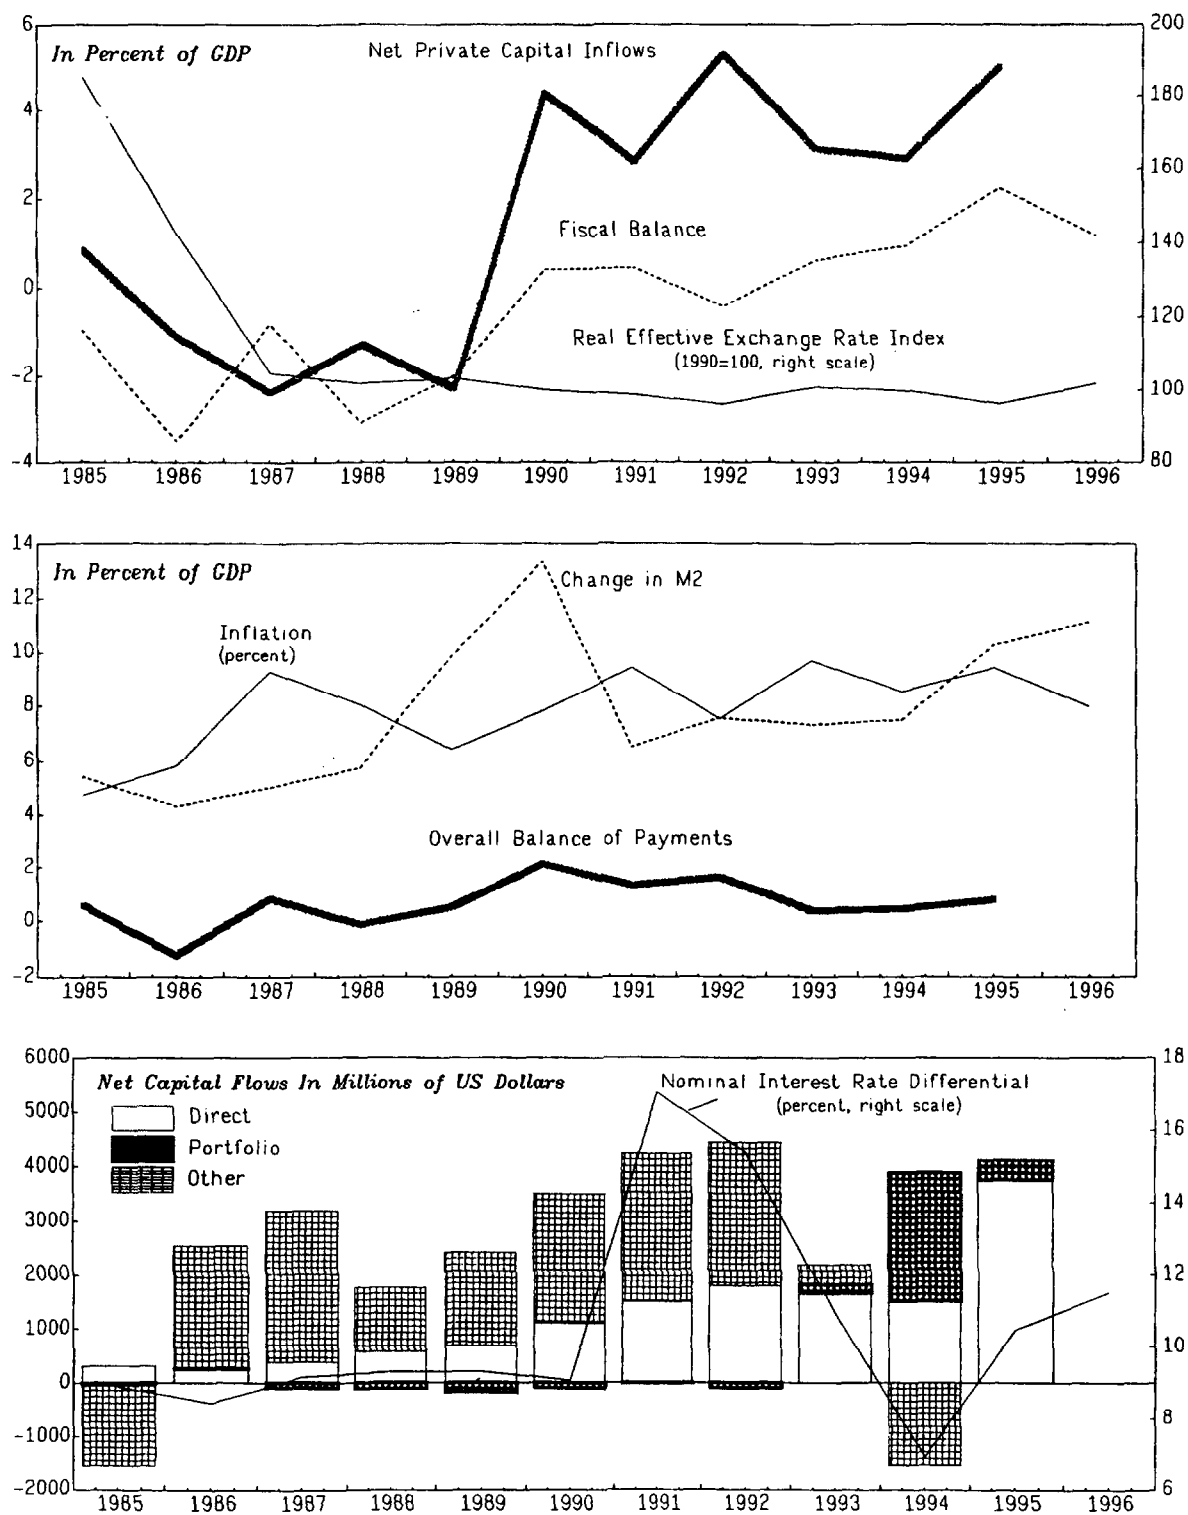 6
4
2
0
-2
-4
In Percent of GDP
Net Private Capital Inflows
Fiscal Balance
Real Effective Exchange Rate Index
(1990=100, right scale)
200
180
160
140
120
100
80
1985 1986 1987 1988 1989 1990 1991 1992 1993 1994 1995 1996
14
12
10
8
6
4
2
0
-2
In Percent of GDP
Change in M2
Inflation
(percent)
Overall Balance of Payments
1985 1986 1987 1988 1989 1990 1991 1992 1993 1994 1995 1996
6000
5000
4000
3000
2000
1000
0
-1000
-2000
Net Capital Flows In Millions of US Dollars
Direct
Portfolio
Other
Nominal Interest Rate Differential
(percent, right scale)
18
16
14
12
10
8
6
1985 1986 1987 1988 1989 1990 1991 1992 1993 1994 1995 1996